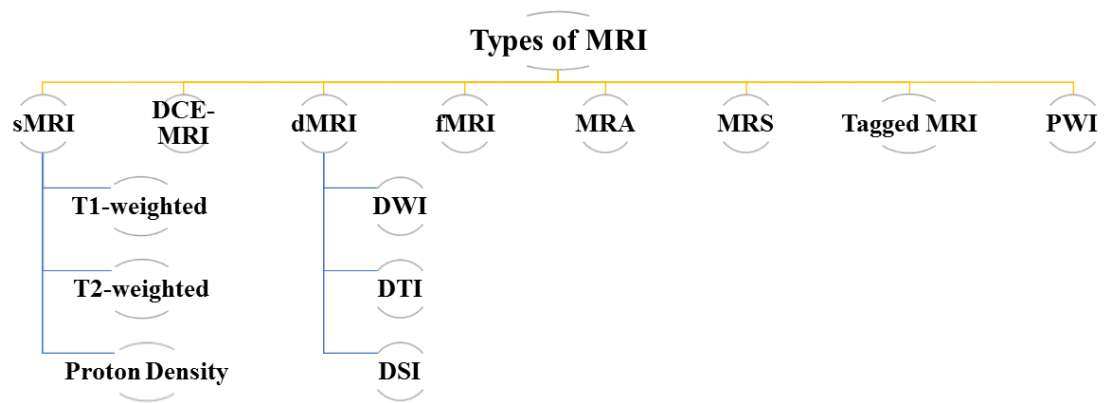 Types of MRI
sMRI
DCE-
MRI
dMRI
fMRI
MRA
MRS
Tagged MRI
PWI
T1-weighted
T2-weighted
Proton Density
DWI
DTI
DSI